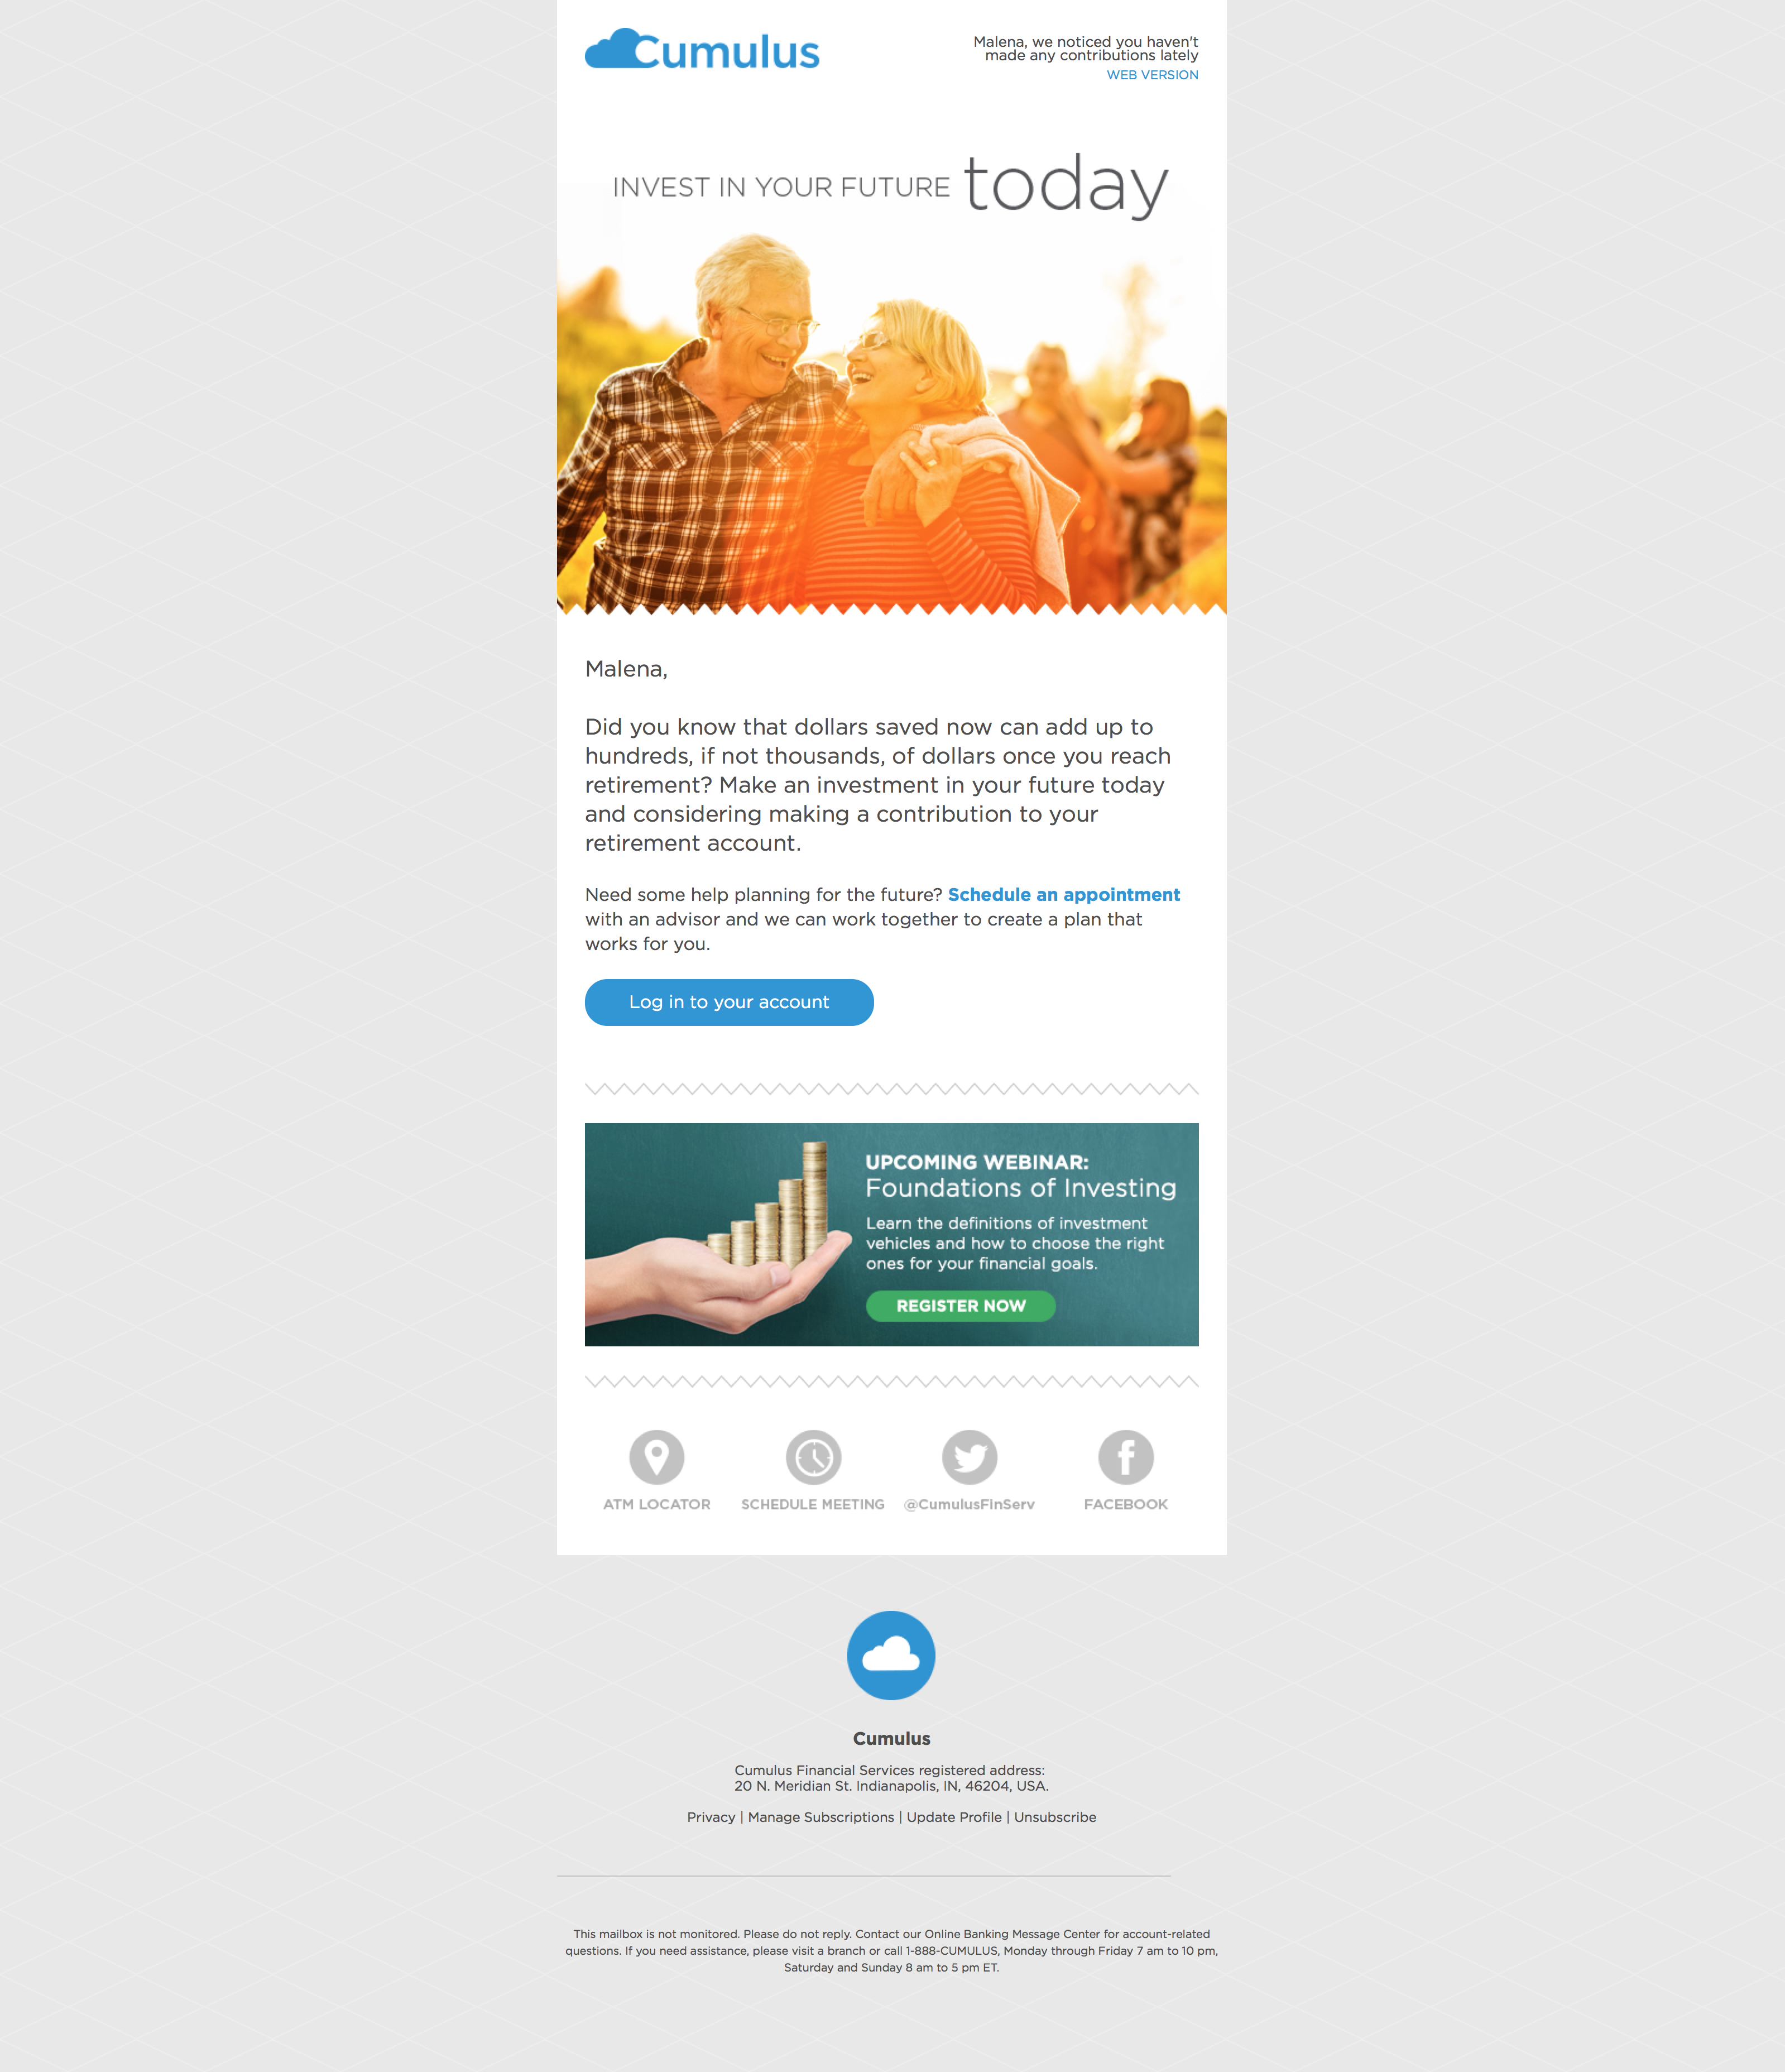 Cumulus
Malena, we noticed you haven't
made any contributions lately
WEB VERSION
INVEST IN YOUR FUTURE today
Malena,
Did you know that dollars saved now can add up to
hundreds, if not thousands, of dollars once you reach
retirement? Make an investment in your future today
and considering making a contribution to your
retirement account.
Need some help planning for the future? Schedule an appointment
with an advisor and we can work together to create a plan that
works for you.
Log in to your account
UPCOMING WEBINAR:
Foundations of Investing
Learn the definitions of investment
vehicles and how to choose the right
ones for your financial goals.
REGISTER NOW
ATM LOCATOR SCHEDULE MEETING @CumulusFinServ FACEBOOK
Cumulus
Cumulus Financial Services registered address:
20 N. Meridian St. Indianapolis, IN, 46204, USA.
Privacy | Manage Subscriptions | Update Profile | Unsubscribe
This mailbox is not monitored. Please do not reply. Contact our Online Banking Message Center for account-related
questions. If you need assistance, please visit a branch or call 1-888-CUMULUS, Monday through Friday 7 am to 10 pm,
Saturday and Sunday 8 am to 5 pm ET.